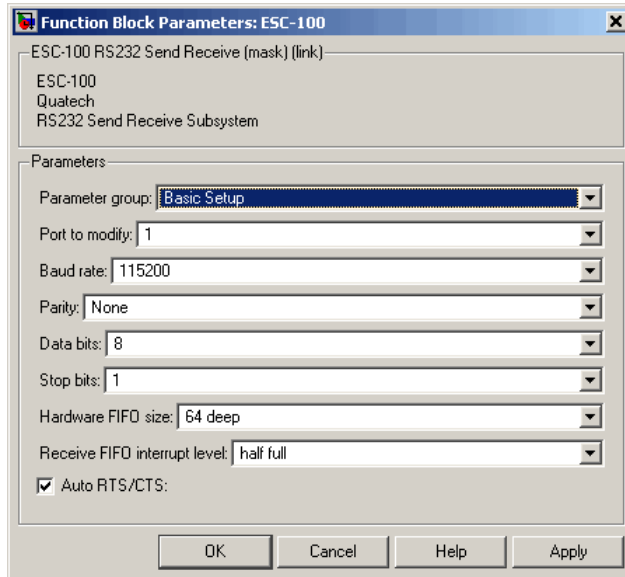 Function Block Parameters: ESC-100
ESC-100 RS232 Send Receive (mask) (link)
ESC-100
Quatech
RS232 Send Receive Subsystem
Parameters
Parameter group: Basic Setup
Port to modify: 1
Baud rate: 115200
Parity: None
Data bits: 8
Stop bits: 1
Hardware FIFO size: 64 deep
Receive FIFO interrupt level: half full
Auto RTS/CTS:
OK Cancel Help Apply